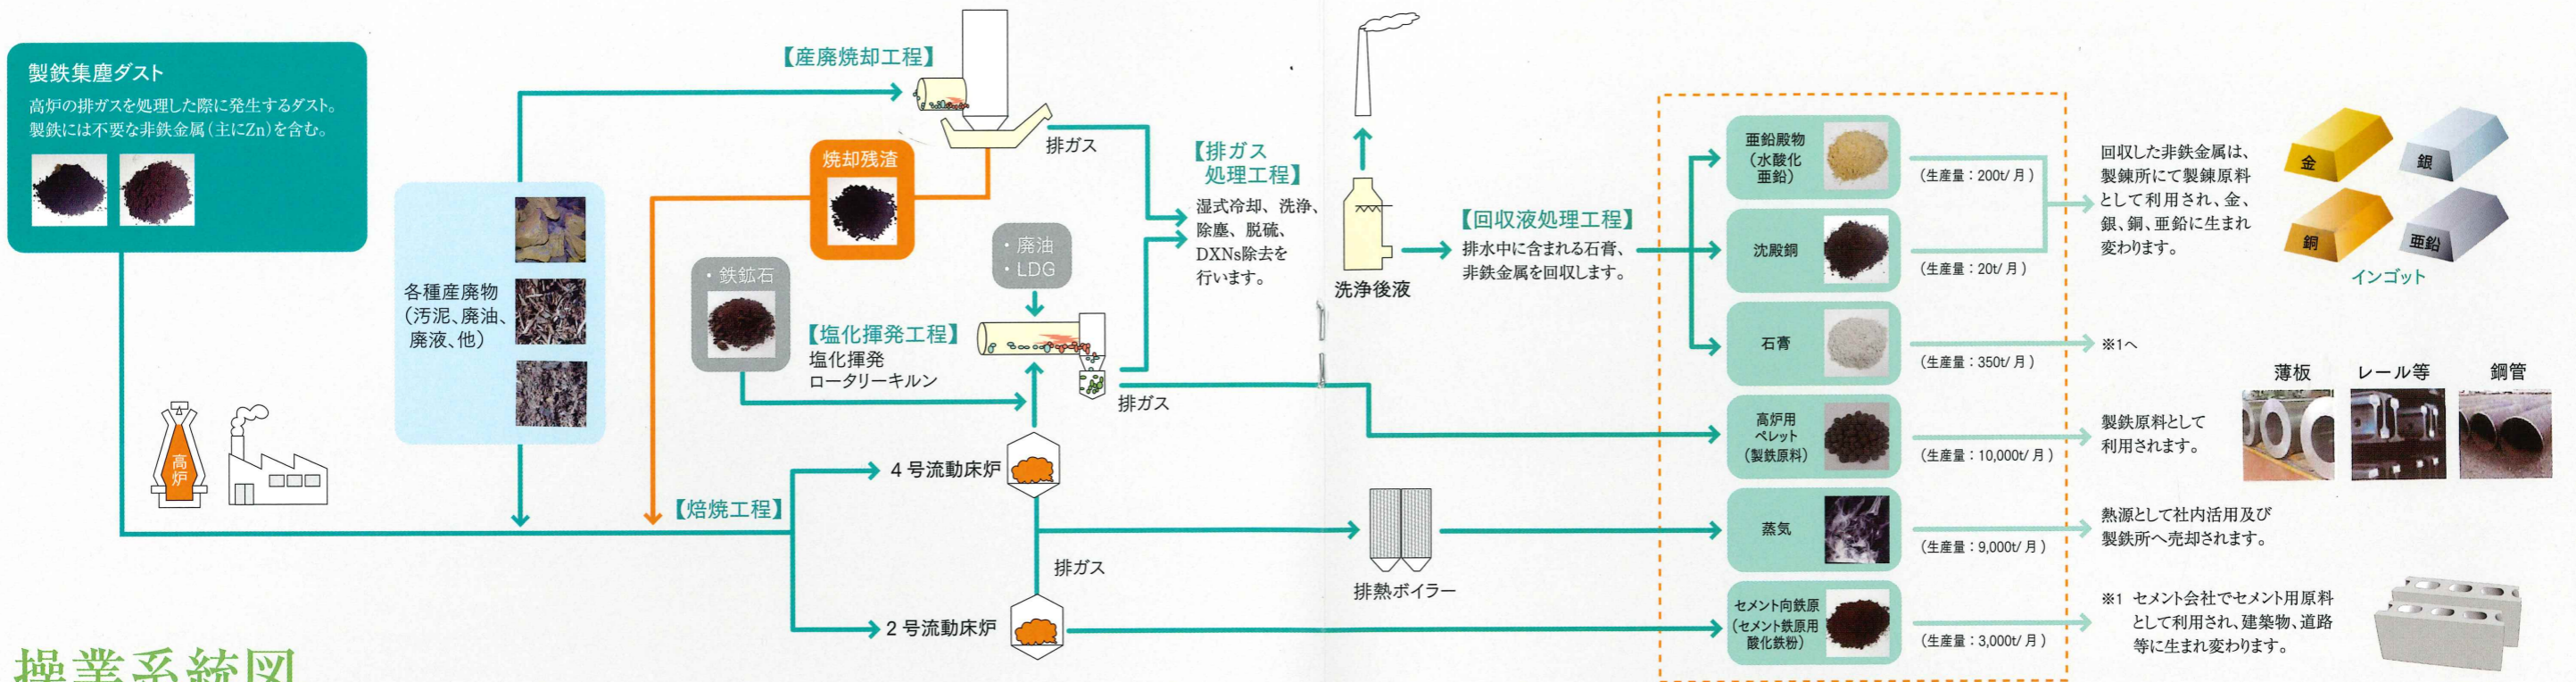 製鉄集塵ダスト
高炉の排ガスを処理した際に発生するダスト。
製鉄には不要な非鉄金属（主にZn）を含む。
高炉
各種産廃物
（汚泥、廃油、
廃液、他）
【産廃焼却工程】
焼却残渣
排ガス
・鉄鉱石
・廃油
・LDG
【塩化揮発工程】
塩化揮発
ロータリーキルン
排ガス
【焙焼工程】
4号流動床炉
排ガス
2号流動床炉
【排ガス
処理工程】
湿式冷却、洗浄、
除塵、脱硫、
DXNs除去を
行います。
洗浄後液
【回収液処理工程】
排水中に含まれる石膏、
非鉄金属を回収します。
排熱ボイラー
亜鉛殿物
（水酸化
亜鉛）
（生産量：200t/月）
沈殿銅
（生産量：20t/月）
石膏
（生産量：350t/月）
高炉用
ペレット
（製鉄原料）
（生産量：10,000t/月）
蒸気
（生産量：9,000t/月）
セメント向鉄原
（セメント鉄原用
酸化鉄粉）
（生産量：3,000t/月）
回収した非鉄金属は、
製錬所にて製錬原料
として利用され、金、
銀、銅、亜鉛に生まれ
変わります。
金
銀
銅
亜鉛
インゴット
※1へ
製鉄原料として
利用されます。
薄板
レール等
鋼管
熱源として社内活用及び
製鉄所へ売却されます。
※1 セメント会社でセメント用原料
として利用され、建築物、道路
等に生まれ変わります。
操業系統図